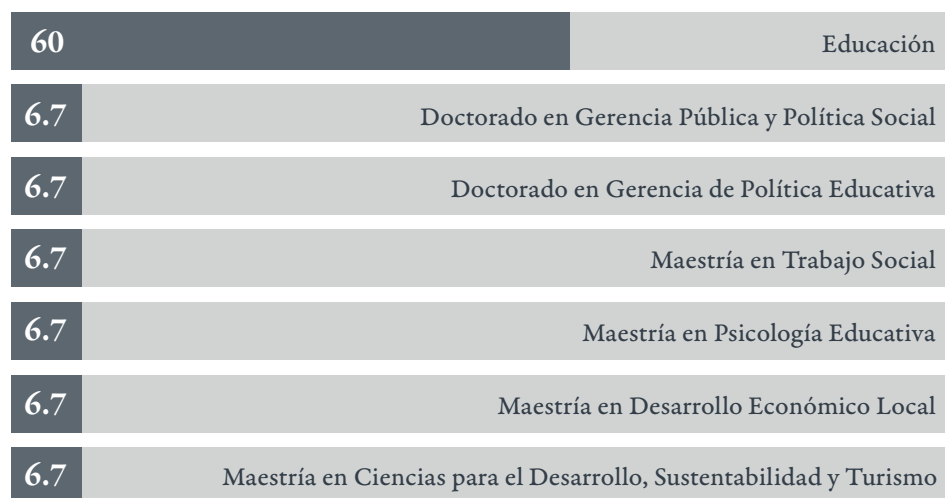 60 Educación
6.7 Doctorado en Gerencia Pública y Política Social
6.7 Doctorado en Gerencia de Política Educativa
6.7 Maestría en Trabajo Social
6.7 Maestría en Psicología Educativa
6.7 Maestría en Desarrollo Económico Local
6.7 Maestría en Ciencias para el Desarrollo, Sustentabilidad y Turismo